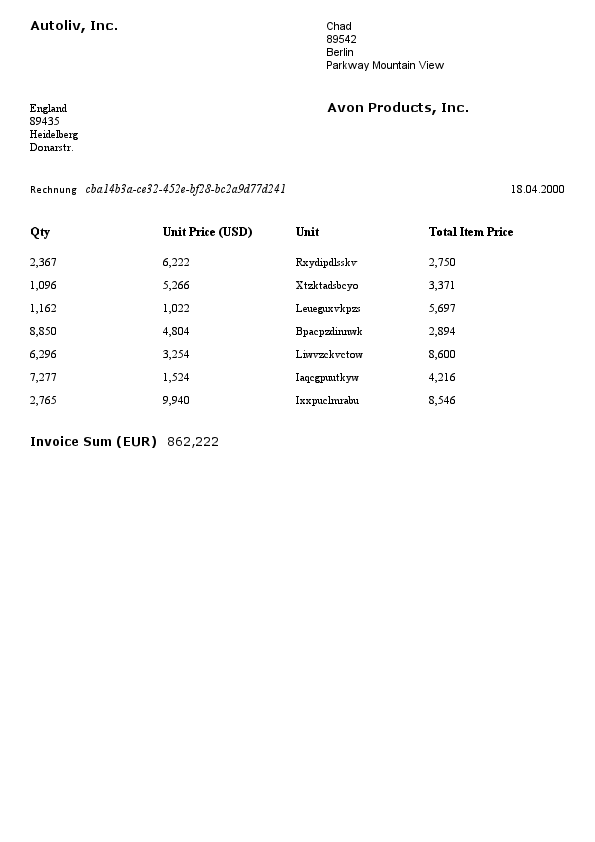 Autoliv, Inc.
Chad
89542
Berlin
Parkway Mountain View
England
89435
Heidelberg
Donarstr.
Avon Products, Inc.
Rechnung cba14b3a-ce32-452e-bf28-bc2a9d77d241 18.04.2000
Qty Unit Price (USD) Unit Total Item Price
2,367 6,222 Rxydipdlsskv 2,750
1,096 5,266 Xtzktadsbcyo 3,371
1,162 1,022 Leueguxvkpzs 5,697
8,850 4,804 2,894
6,296 3,254 Liwvzckvctow 8,600
7,277 1,524 4,216
2,765 9,940 Ixxpuclmrabu 8,546
Invoice Sum (EUR) 862,222